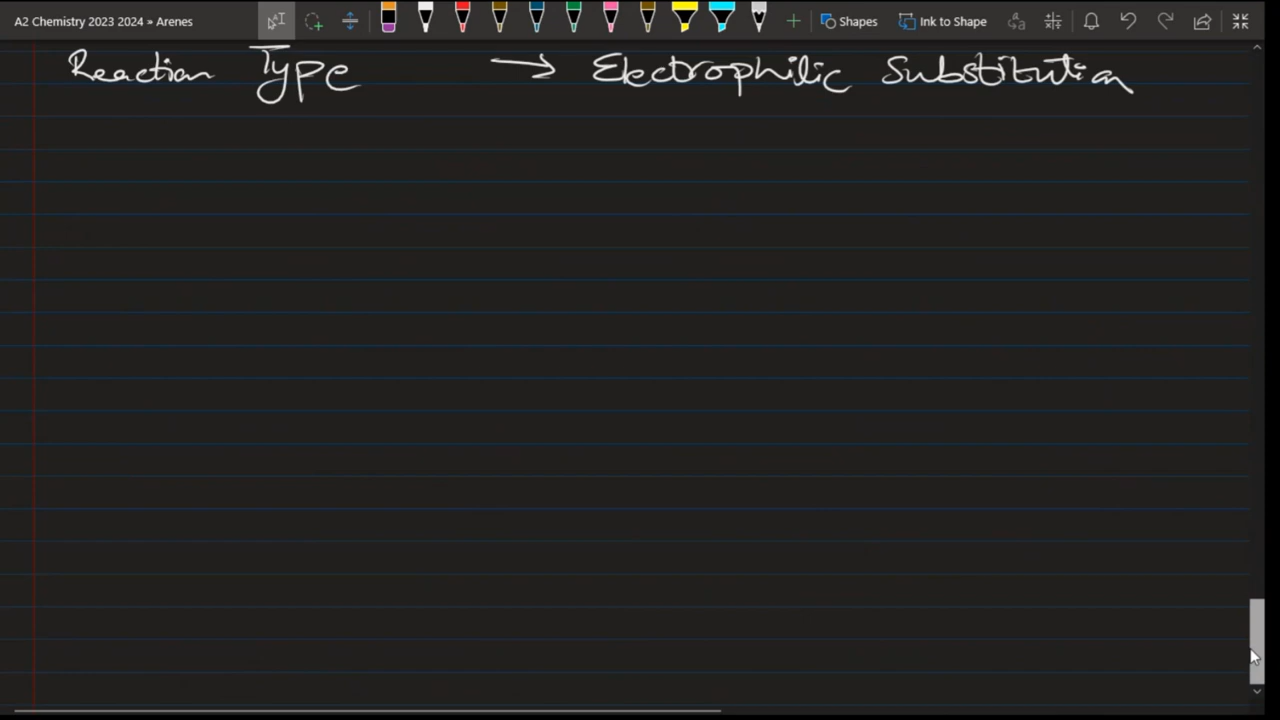 A2 Chemistry 2023 2024 » Arenes Shapes Ink to Shape
Reaction Type → Electrophilic Substitution